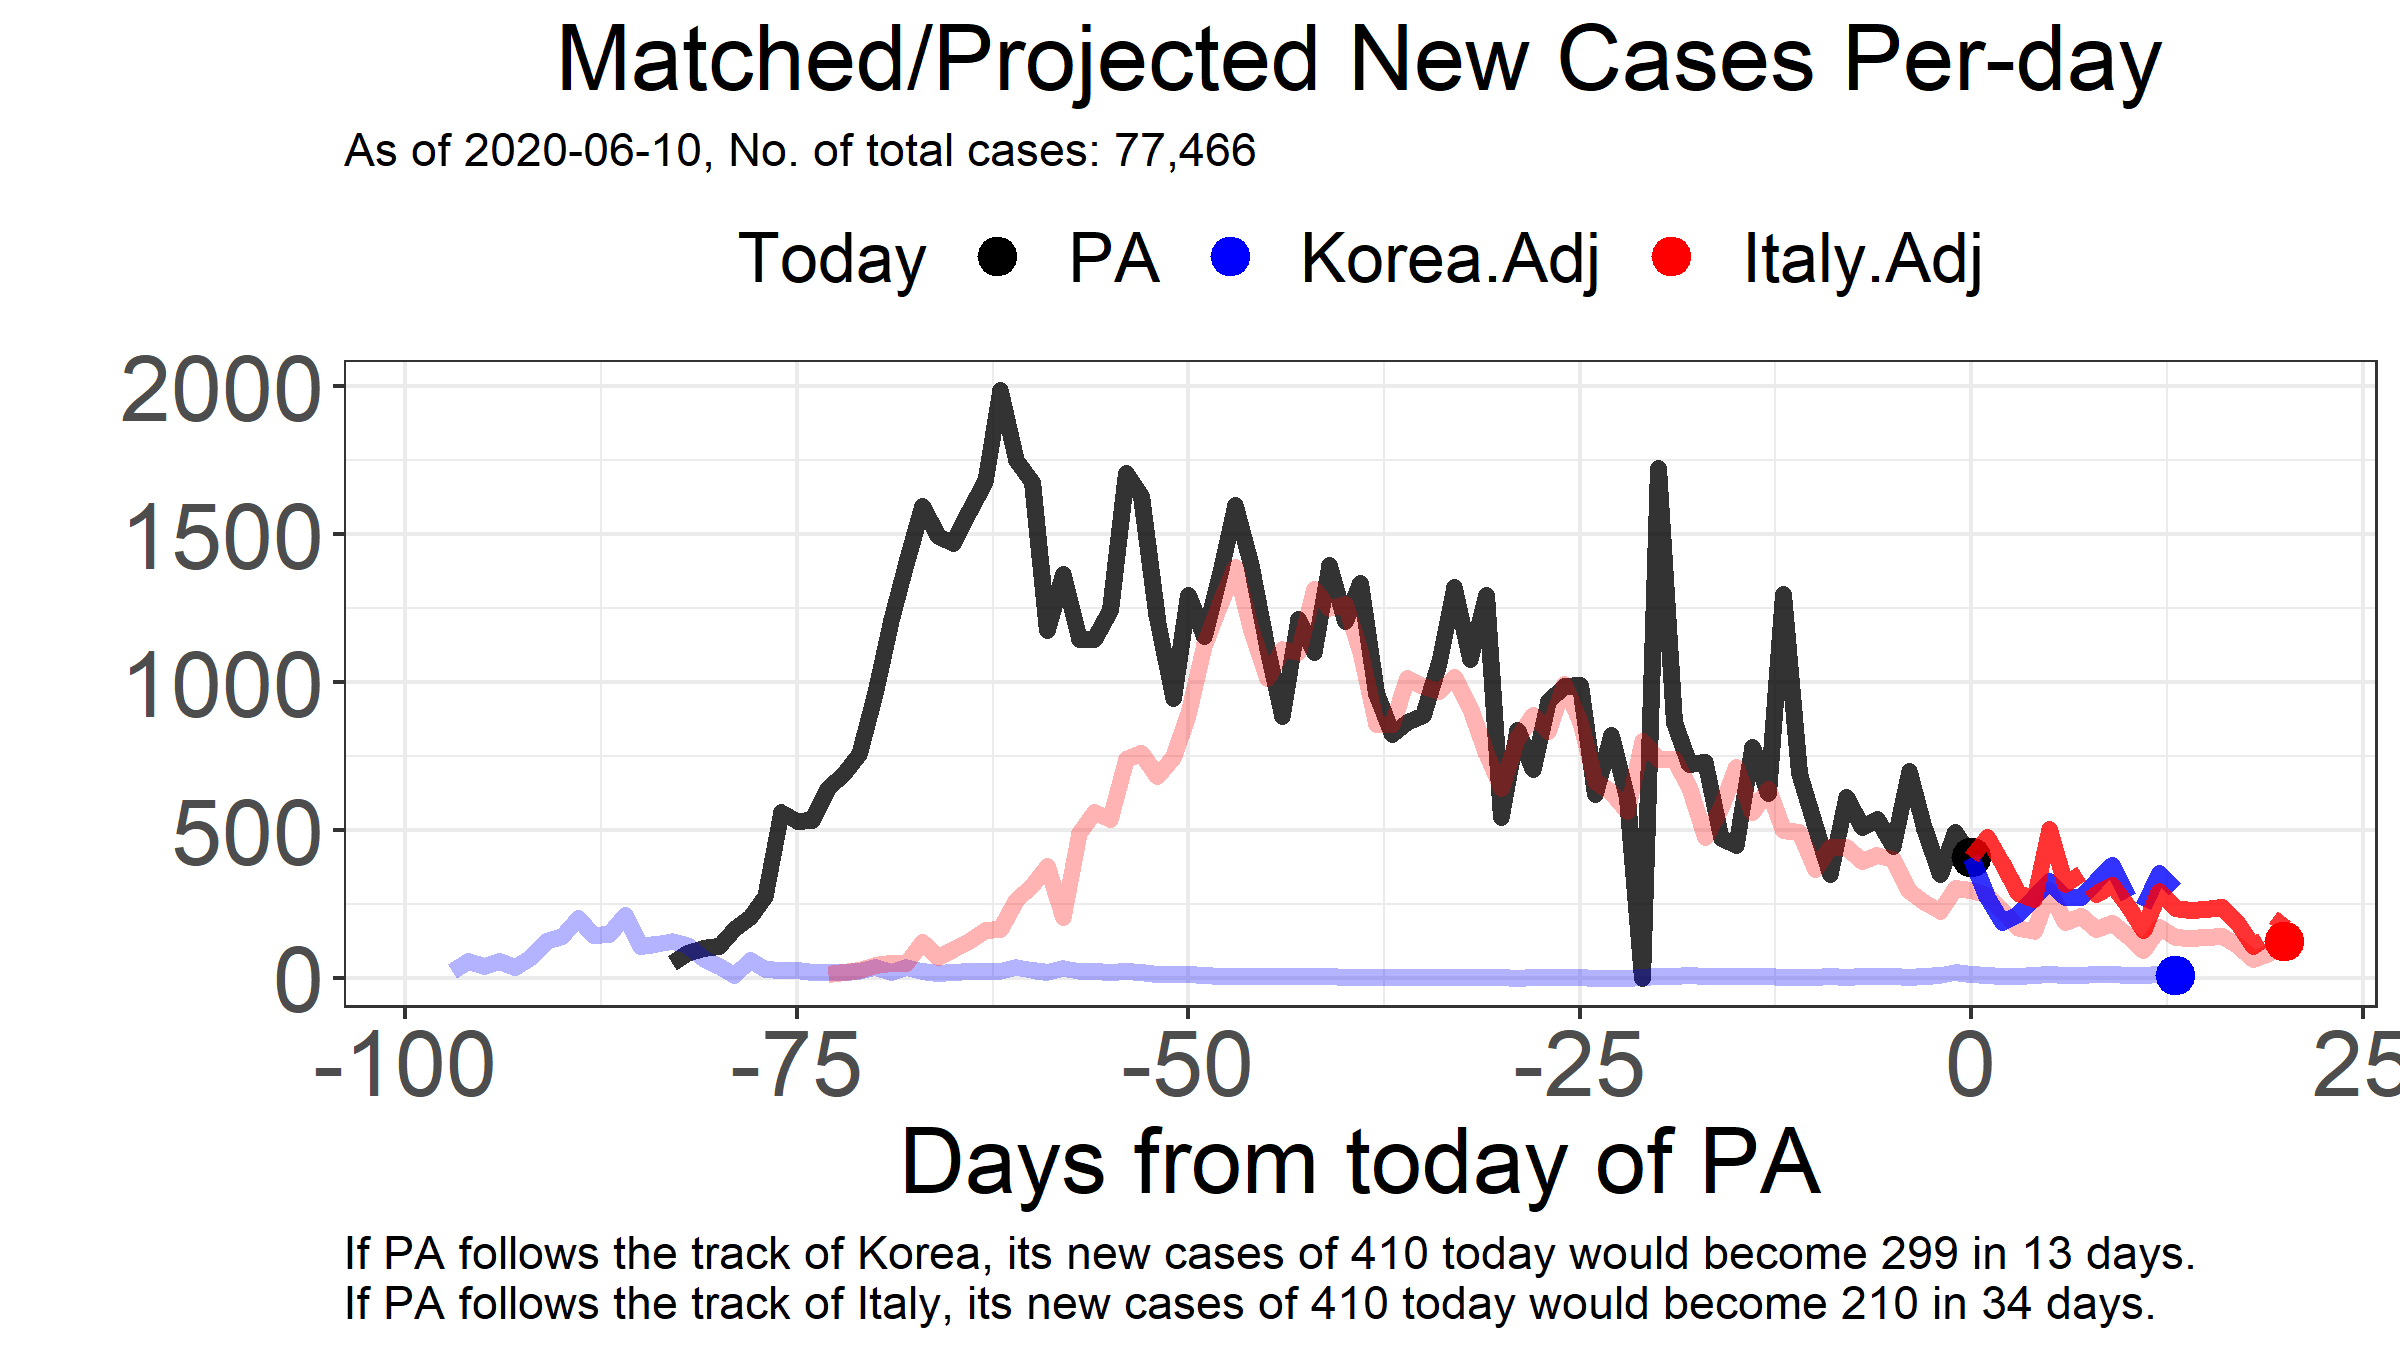 Matched/Projected New Cases Per-day
As of 2020-06-10, No. of total cases: 77,466
Today PA Korea.Adj Italy.Adj
2000
1500
1000
500
0
-100 -75 -50 -25 0 25
Days from today of PA
If PA follows the track of Korea, its new cases of 410 today would become 299 in 13 days.
If PA follows the track of Italy, its new cases of 410 today would become 210 in 34 days.